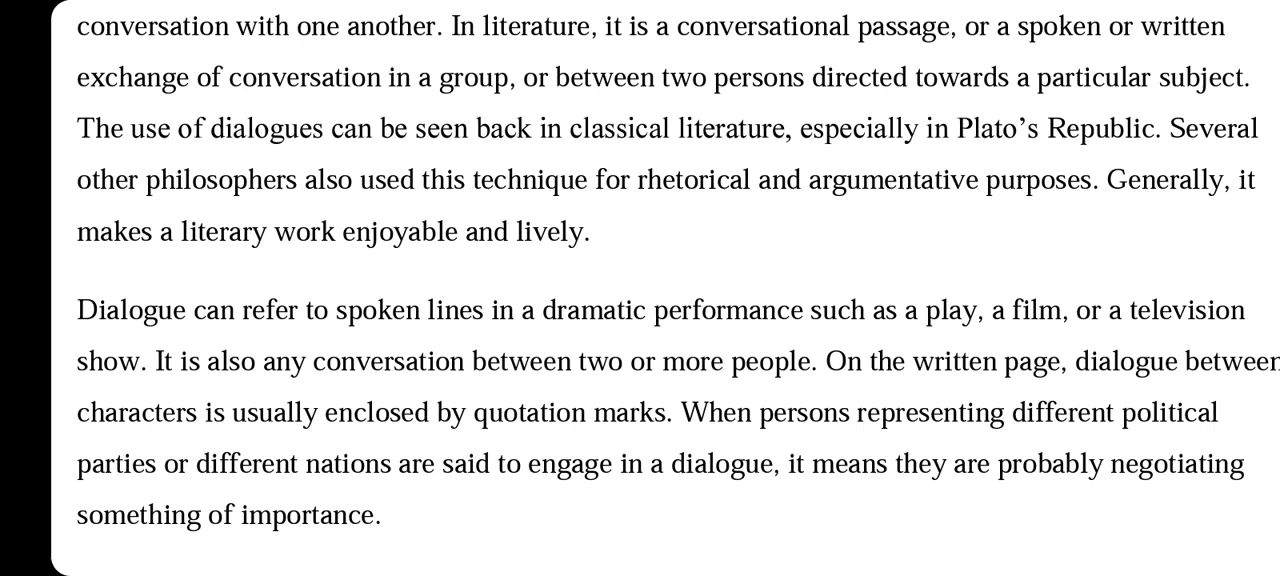 conversation with one another. In literature, it is a conversational passage, or a spoken or written
exchange of conversation in a group, or between two persons directed towards a particular subject.
The use of dialogues can be seen back in classical literature, especially in Plato’s Republic. Several
other philosophers also used this technique for rhetorical and argumentative purposes. Generally, it
makes a literary work enjoyable and lively.
Dialogue can refer to spoken lines in a dramatic performance such as a play, a film, or a television
show. It is also any conversation between two or more people. On the written page, dialogue between
characters is usually enclosed by quotation marks. When persons representing different political
parties or different nations are said to engage in a dialogue, it means they are probably negotiating
something of importance.